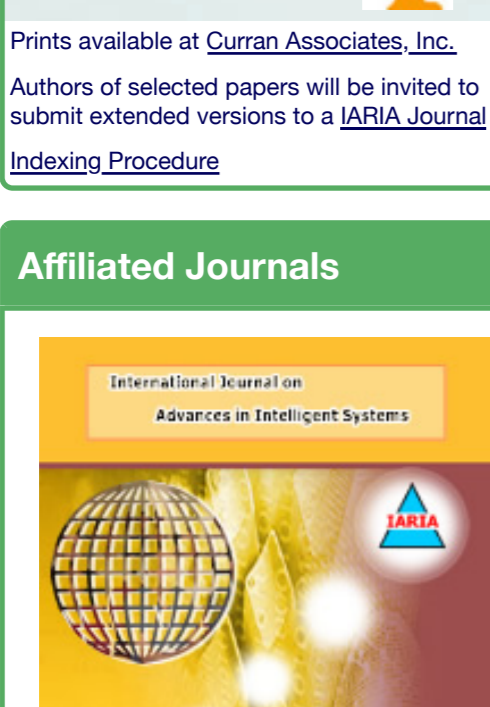 Prints available at Curran Associates, Inc.
Authors of selected papers will be invited to
submit extended versions to a IARIA Journal
Indexing Procedure
Affiliated Journals
International Journal on
Advances in Intelligent Systems
IARIA